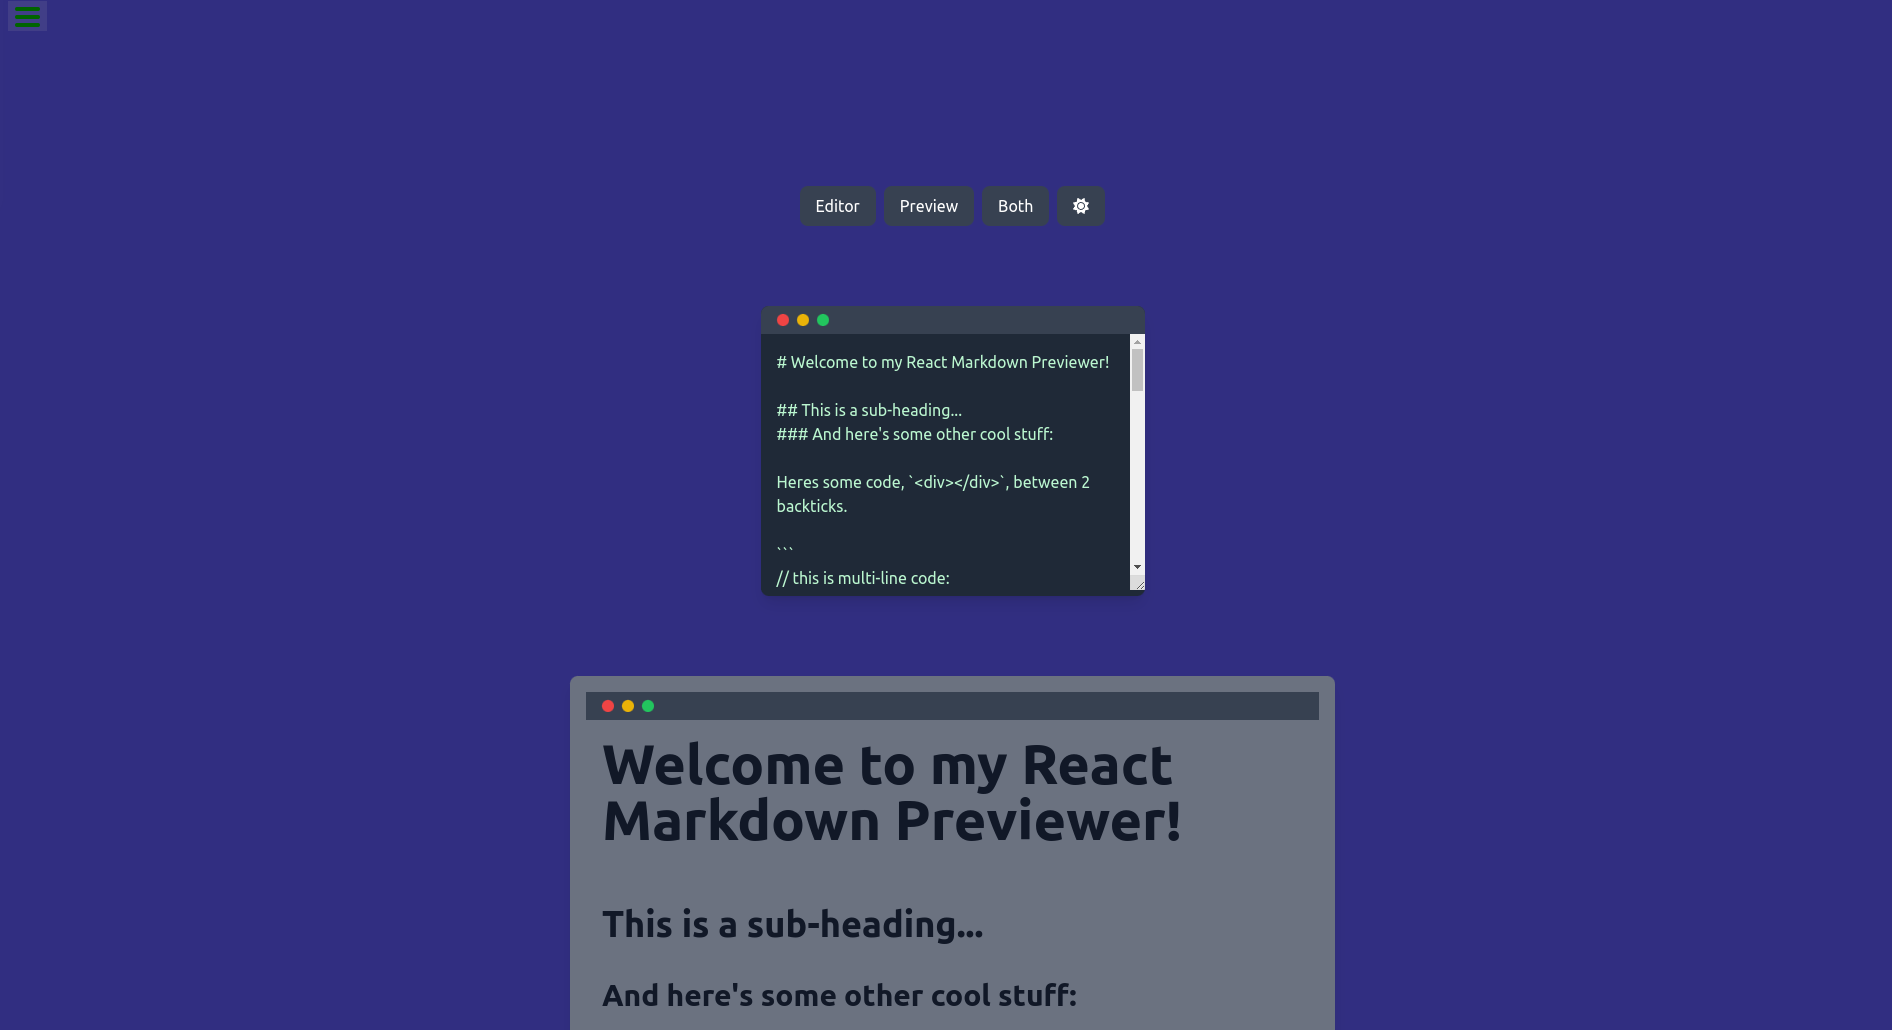 Editor Preview Both
# Welcome to my React Markdown Previewer!
## This is a sub-heading...
### And here's some other cool stuff:
Heres some code, `<div></div>`, between 2
backticks.
```
// this is multi-line code:
Welcome to my React
Markdown Previewer!
This is a sub-heading...
And here's some other cool stuff: